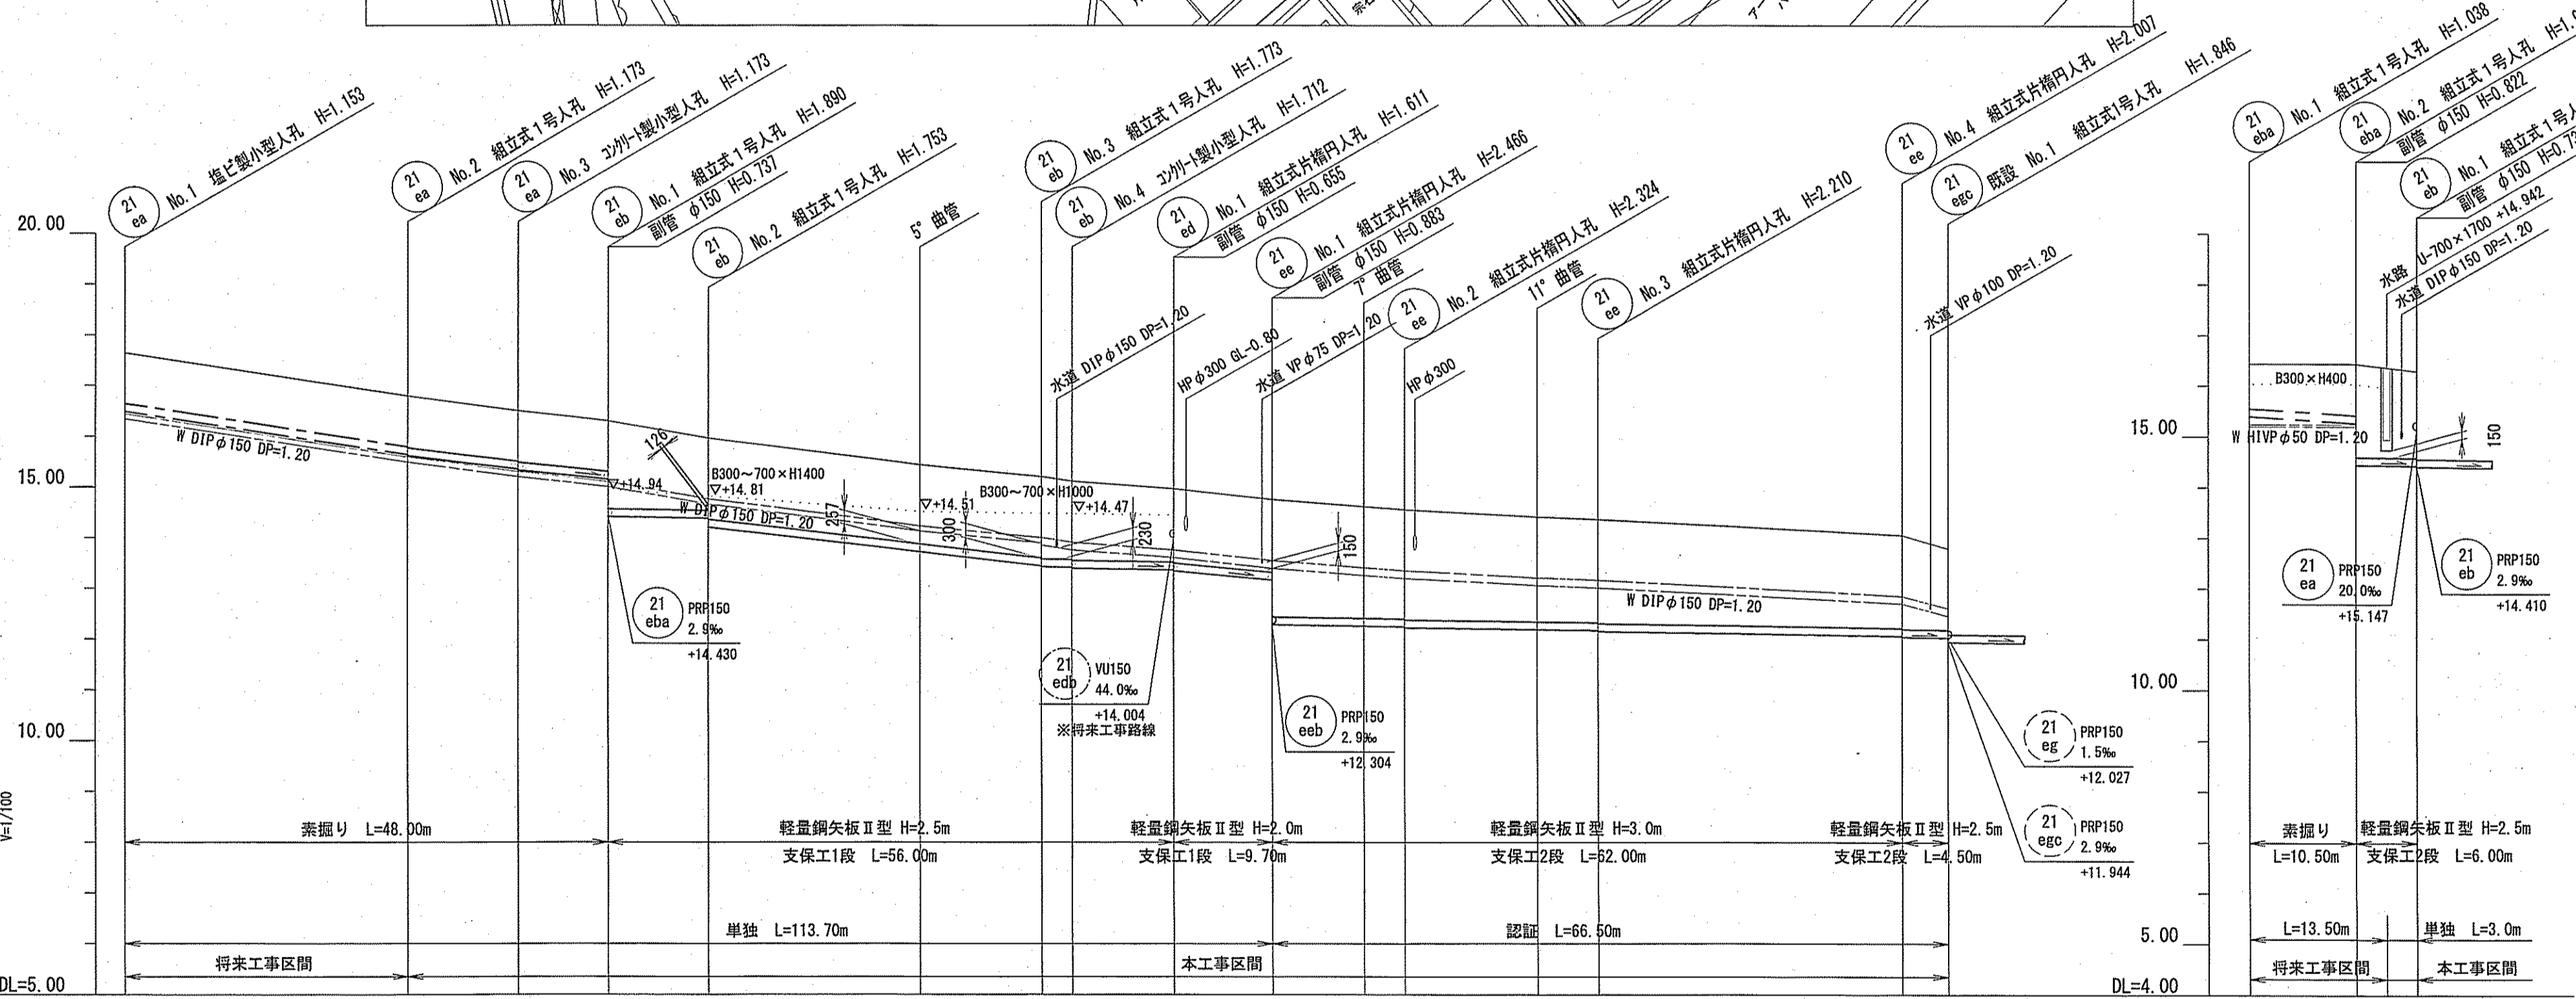 21 ea No.1 塩ビ製小型人孔 H=1.153
21 ea No.2 組立式1号人孔 H=1.173
21 ea No.3 ｺﾝｸﾘｰﾄ製小型人孔 H=1.173
21 eb No.1 組立式1号人孔 H=1.890
副管 φ150 H=0.737
21 eb No.2 組立式1号人孔 H=1.753
5° 曲管
21 eb No.3 組立式1号人孔 H=1.773
21 eb No.4 ｺﾝｸﾘｰﾄ製小型人孔 H=1.712
21 ed No.1 組立式片楕円人孔 H=1.611
副管 φ150 H=0.655
21 ee No.1 組立式片楕円人孔 H=2.466
副管 φ150 H=0.883
7° 曲管
21 ee No.2 組立式片楕円人孔 H=2.324
11° 曲管
21 ee No.3 組立式片楕円人孔 H=2.210
21 ee No.4 組立式片楕円人孔 H=2.007
21 egc 既設 No.1 組立式1号人孔 H=1.846
水道 DIPφ150 DP=1.20
HPφ300 GL-0.80
水道 VPφ75 DP=1.20
HPφ300
水道 VPφ100 DP=1.20
20.00
15.00
10.00
V=1/100
DL=5.00
W DIPφ150 DP=1.20
126
▽+14.94
B300～700×H1400
▽+14.81
W DIPφ150 DP=1.20
257
▽+14.51
300
B300～700×H1000
▽+14.47
230
150
W DIPφ150 DP=1.20
21 eba PRP150
2.9‰
+14.430
21 edb VU150
44.0‰
+14.004
※将来工事路線
21 eeb PRP150
2.9‰
+12.304
21 eg PRP150
1.5‰
+12.027
21 egc PRP150
2.9‰
+11.944
素掘り L=48.00m
軽量鋼矢板Ⅱ型 H=2.5m
支保工1段 L=56.00m
軽量鋼矢板Ⅱ型 H=2.0m
支保工1段 L=9.70m
軽量鋼矢板Ⅱ型 H=3.0m
支保工2段 L=62.00m
軽量鋼矢板Ⅱ型 H=2.5m
支保工2段 L=4.50m
単独 L=113.70m
認証 L=66.50m
将来工事区間
本工事区間
21 eba No.1 組立式1号人孔 H=1.038
21 eba No.2 組立式1号人孔
副管 φ150 H=0.822
21 eb No.1 組立式1号
副管 φ150
水路 U-700×1700 +14.942
水道 DIPφ150 DP=1.20
15.00
10.00
5.00
DL=4.00
B300×H400
W HIVPφ50 DP=1.20
150
21 ea PRP150
20.0‰
+15.147
21 eb PRP150
2.9‰
+14.410
素掘り
L=10.50m
軽量鋼矢板Ⅱ型 H=2.5m
支保工2段 L=6.00m
L=13.50m
単独 L=3.0m
将来工事区間
本工事区間